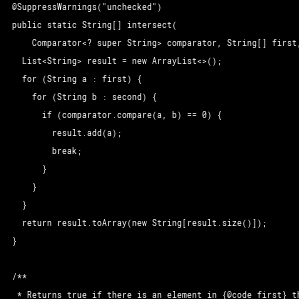 @SuppressWarnings("unchecked")
public static String[] intersect(
Comparator<? super String> comparator, String[] first,
List<String> result = new ArrayList<>();
for (String a : first) {
for (String b : second) {
if (comparator.compare(a, b) == 0) {
result.add(a);
break;
}
}
}
return result.toArray(new String[result.size()]);
}
/**
* Returns true if there is an element in {@code first} th